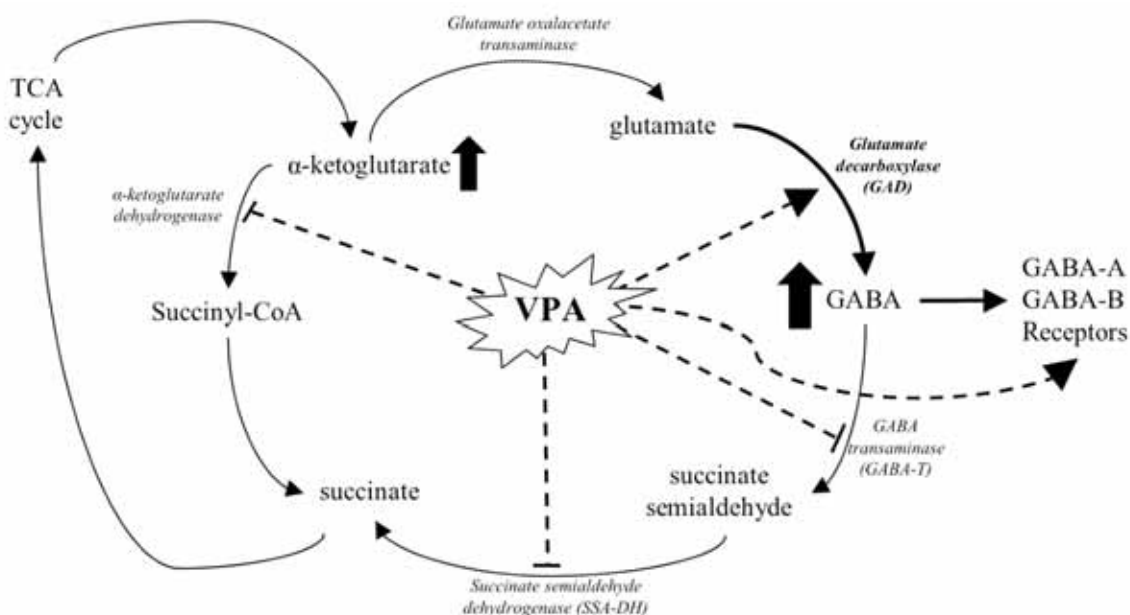 Glutamate oxalacetate
transaminase
TCA
cycle
glutamate
α-ketoglutarate
Glutamate
decarboxylase
(GAD)
α-ketoglutarate
dehydrogenase
VPA
Succinyl-CoA
GABA
GABA-A
GABA-B
Receptors
GABA
transaminase
(GABA-T)
succinate
succinate
semialdehyde
Succinate semialdehyde
dehydrogenase (SSA-DH)